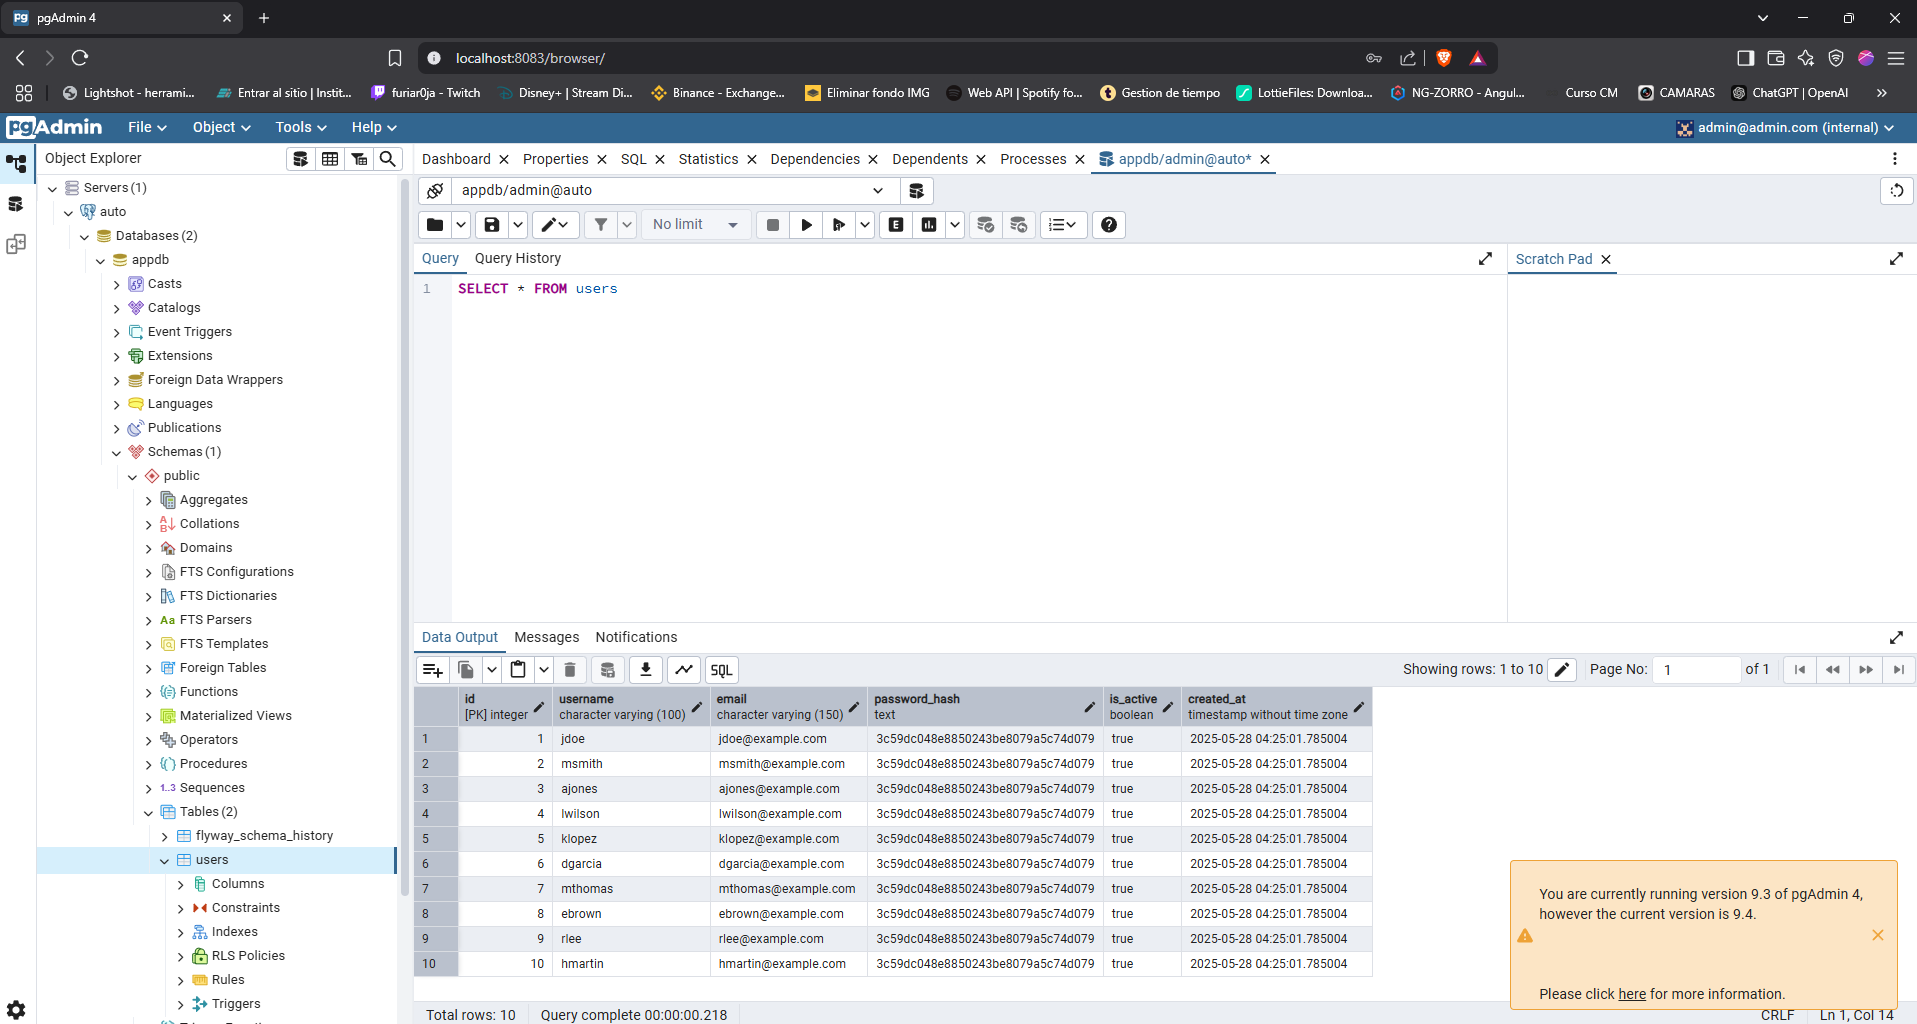 pgAdmin 4
localhost:8083/browser/
Lightshot - herrami...
Entrar al sitio | Instit...
furiar0ja - Twitch
Disney+ | Stream Di...
Binance - Exchange...
Eliminar fondo IMG
Web API | Spotify fo...
Gestion de tiempo
LottieFiles: Downloa...
NG-ZORRO - Angul...
Curso CM
CAMARAS
ChatGPT | OpenAI
pgAdmin File Object Tools Help admin@admin.com (internal)
Object Explorer
Servers (1)
auto
Databases (2)
appdb
Casts
Catalogs
Event Triggers
Extensions
Foreign Data Wrappers
Languages
Publications
Schemas (1)
public
Aggregates
Collations
Domains
FTS Configurations
FTS Dictionaries
Aa FTS Parsers
FTS Templates
Foreign Tables
Functions
Materialized Views
Operators
Procedures
1..3 Sequences
Tables (2)
flyway_schema_history
users
Columns
Constraints
Indexes
RLS Policies
Rules
Triggers
Dashboard Properties SQL Statistics Dependencies Dependents Processes appdb/admin@auto*
appdb/admin@auto
No limit
Query Query History
Scratch Pad
1 SELECT * FROM users
Data Output Messages Notifications
SQL Showing rows: 1 to 10 Page No: 1 of 1
id username email password_hash is_active created_at
[PK] integer character varying (100) character varying (150) text boolean timestamp without time zone
1 1 jdoe jdoe@example.com 3c59dc048e8850243be8079a5c74d079 true 2025-05-28 04:25:01.785004
2 2 msmith msmith@example.com 3c59dc048e8850243be8079a5c74d079 true 2025-05-28 04:25:01.785004
3 3 ajones ajones@example.com 3c59dc048e8850243be8079a5c74d079 true 2025-05-28 04:25:01.785004
4 4 lwilson lwilson@example.com 3c59dc048e8850243be8079a5c74d079 true 2025-05-28 04:25:01.785004
5 5 klopez klopez@example.com 3c59dc048e8850243be8079a5c74d079 true 2025-05-28 04:25:01.785004
6 6 dgarcia dgarcia@example.com 3c59dc048e8850243be8079a5c74d079 true 2025-05-28 04:25:01.785004
7 7 mthomas mthomas@example.com 3c59dc048e8850243be8079a5c74d079 true 2025-05-28 04:25:01.785004
8 8 ebrown ebrown@example.com 3c59dc048e8850243be8079a5c74d079 true 2025-05-28 04:25:01.785004
9 9 rlee rlee@example.com 3c59dc048e8850243be8079a5c74d079 true 2025-05-28 04:25:01.785004
10 10 hmartin hmartin@example.com 3c59dc048e8850243be8079a5c74d079 true 2025-05-28 04:25:01.785004
You are currently running version 9.3 of pgAdmin 4,
however the current version is 9.4.
Please click here for more information.
Total rows: 10 Query complete 00:00:00.218 CRLF Ln 1, Col 14